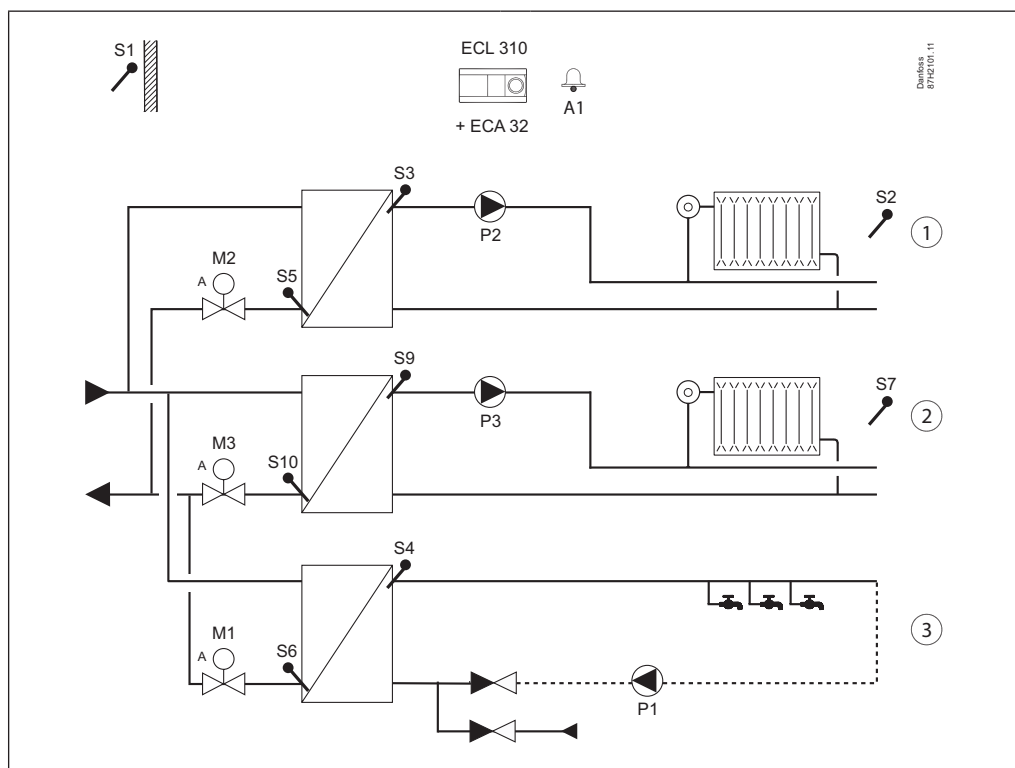 S1
ECL 310
+ ECA 32
A1
Danfoss
87H2101.11
S3
P2
S2
1
M2
A
S5
S9
P3
S7
2
M3
A
S10
S4
M1
A
S6
P1
3